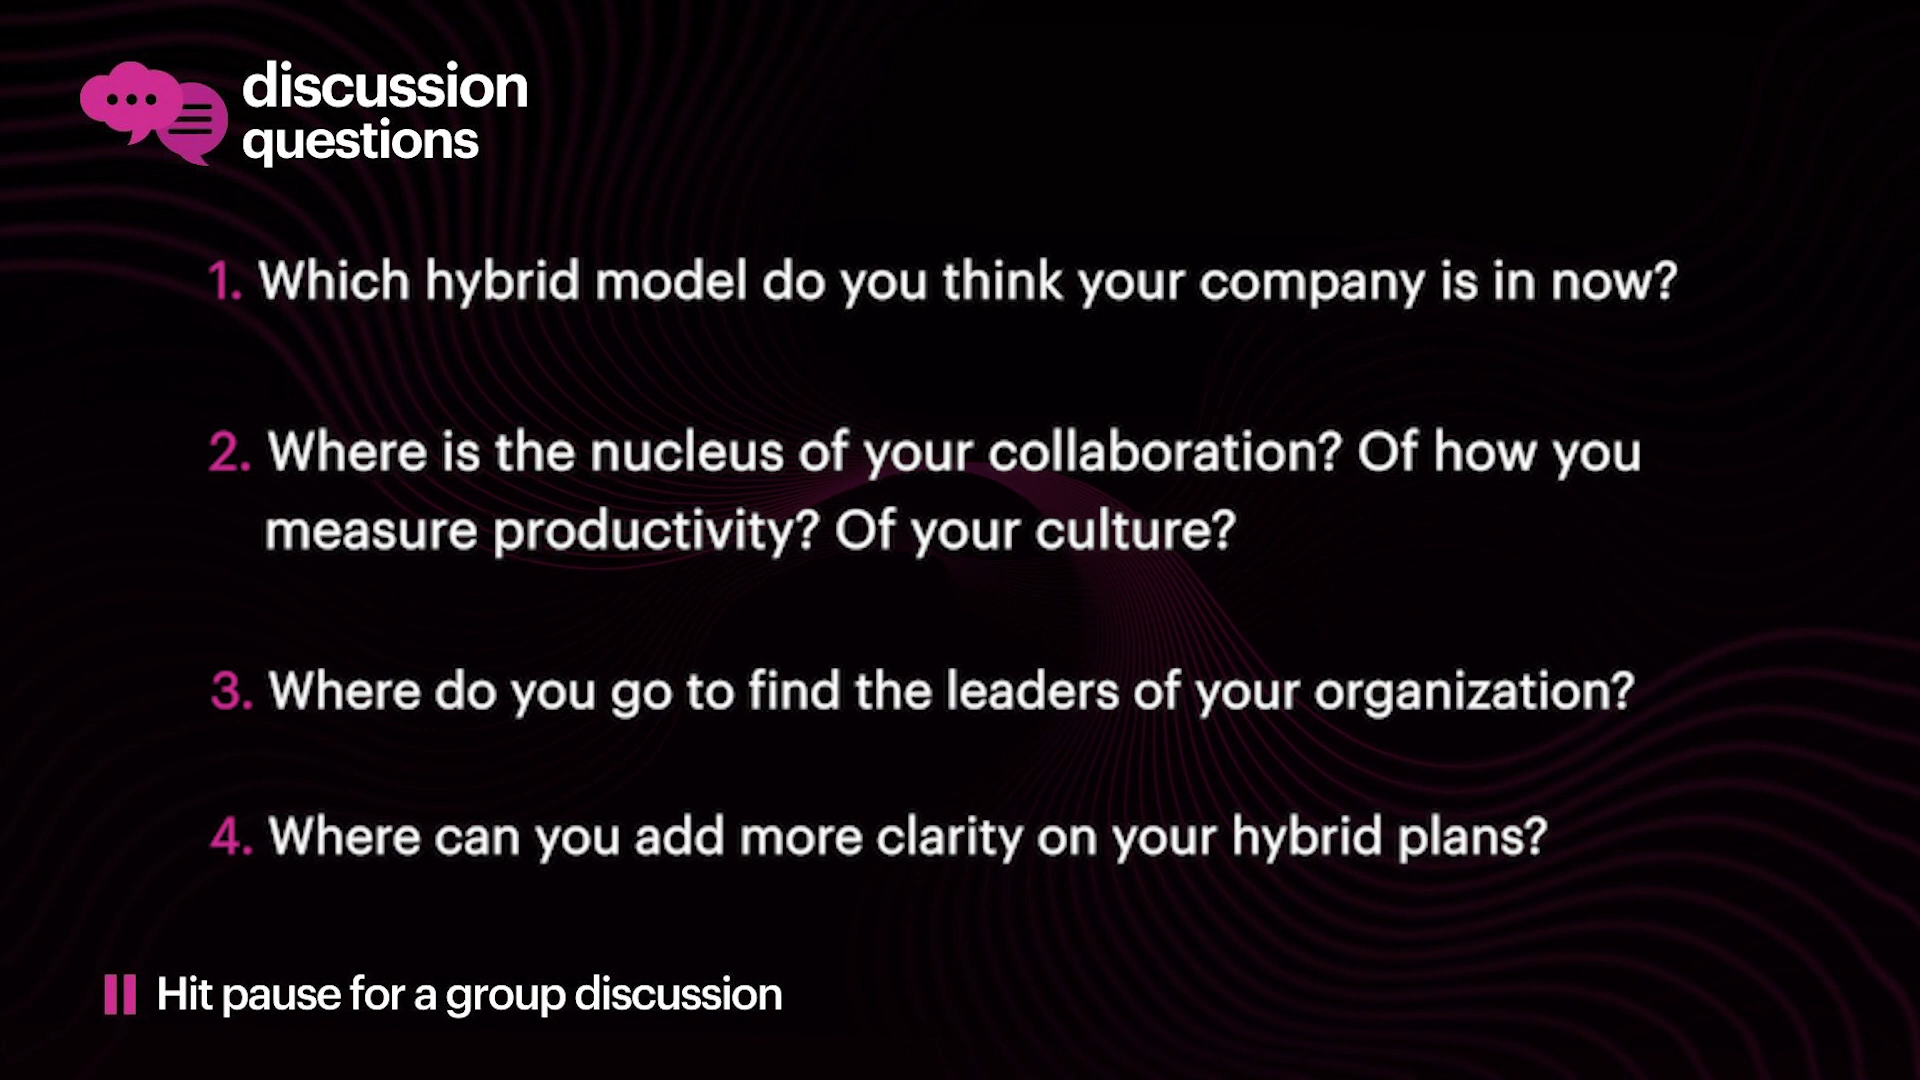 discussion
questions
1. Which hybrid model do you think your company is in now?
2. Where is the nucleus of your collaboration? Of how you
measure productivity? Of your culture?
3. Where do you go to find the leaders of your organization?
4. Where can you add more clarity on your hybrid plans?
Hit pause for a group discussion